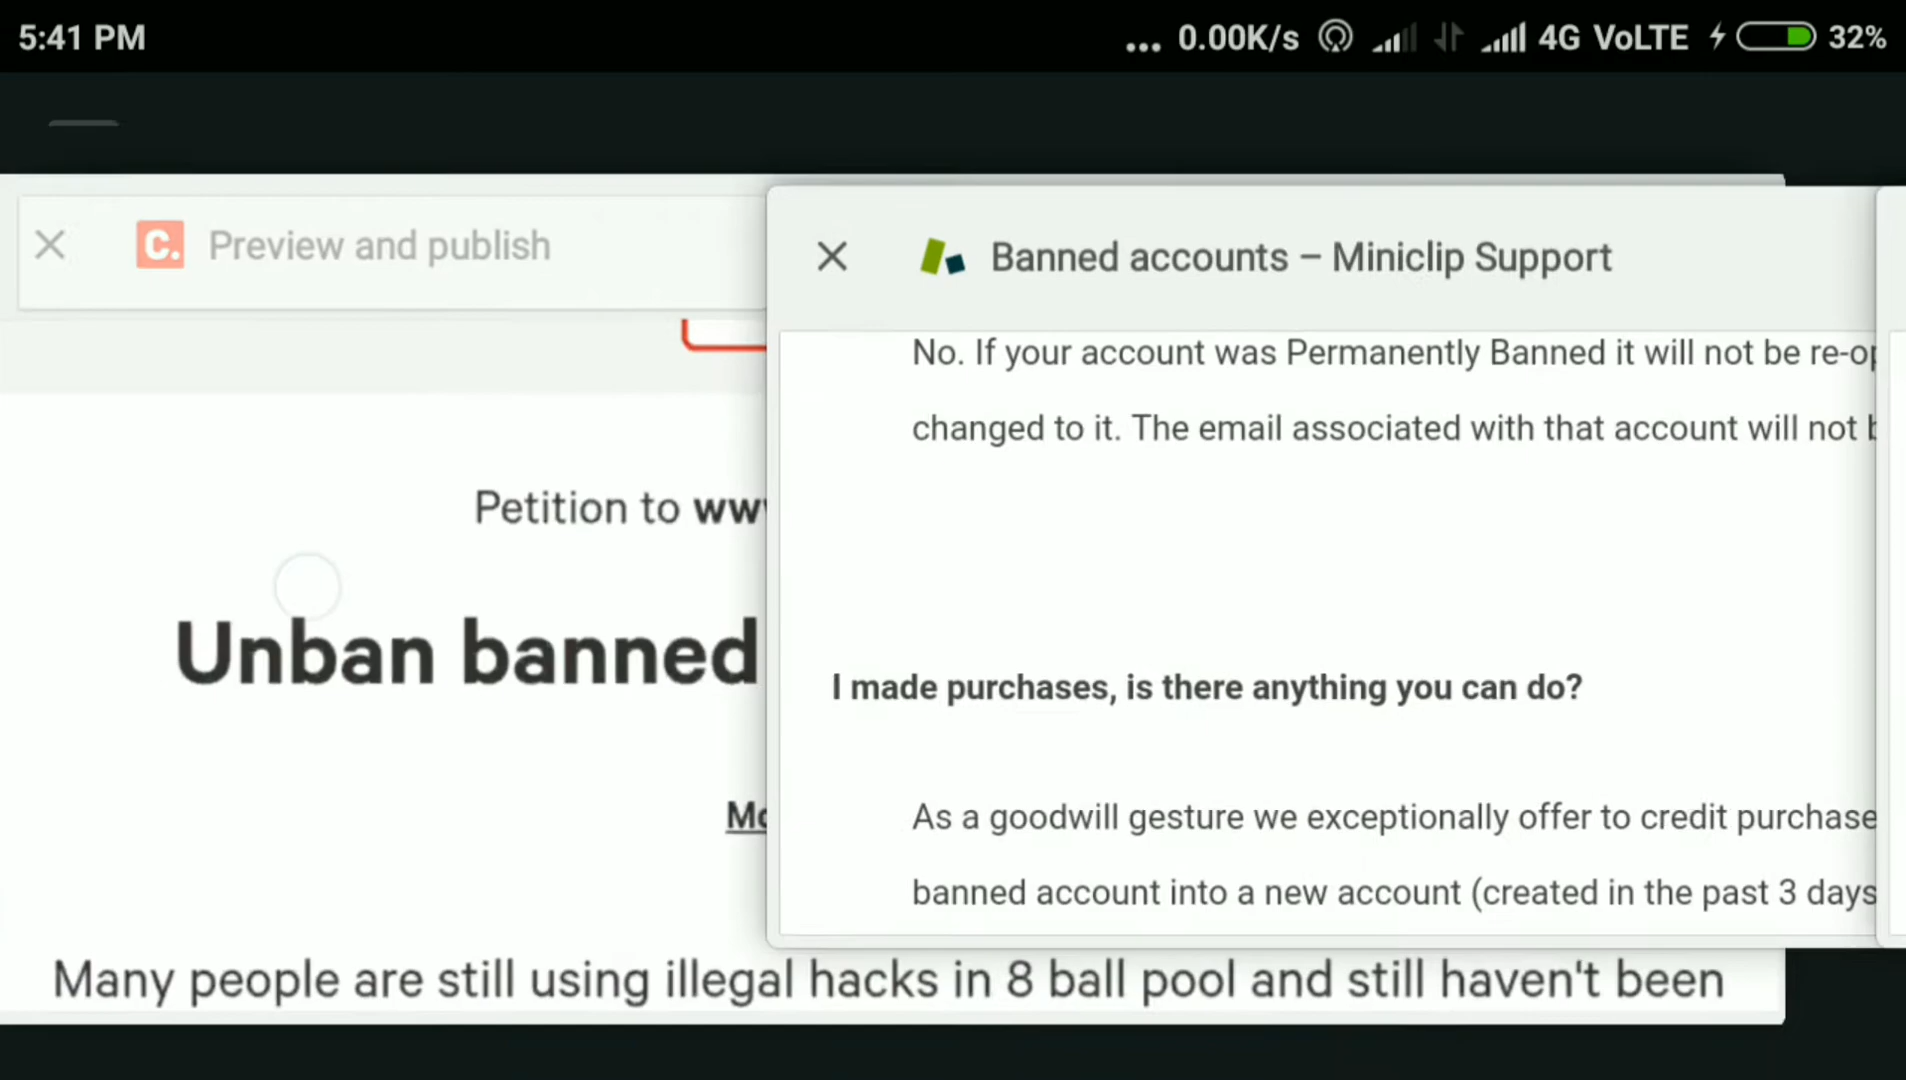 5:41 PM
... 0.00K/s 4G VoLTE 32%
C. Preview and publish
Banned accounts – Miniclip Support
No. If your account was Permanently Banned it will not be
changed to it. The email associated with that account will not
Petition to
Unban banned
I made purchases, is there anything you can do?
As a goodwill gesture we exceptionally offer to credit purchase
banned account into a new account (created in the past 3 days
Many people are still using illegal hacks in 8 ball pool and still haven't been